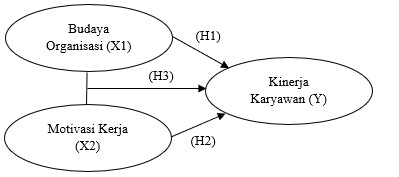 Budaya
Organisasi (X1)
(H1)
(H3)
Kinerja
Karyawan (Y)
Motivasi Kerja
(X2)
(H2)